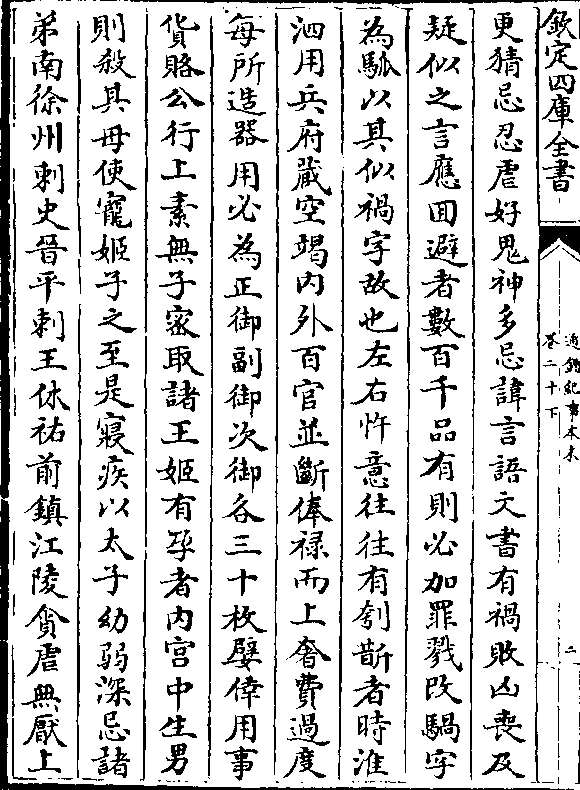 欽定四庫全書
通鑑紀事本末
卷二十下
二
更猜忌忍虐好鬼神多忌諱言語文書有禍敗凶喪及
疑似之言應回避者數百千品有則必加罪戮改騧字
為䯄以其似禍字故也左右忤意往往有刳斮者時淮
泗用兵府藏空竭内外百官並斷俸禄而上奢費過度
每所造器用必為正御副御次御各三十枚嬖倖用事
貨賂公行上素無子宻取諸王姬有孕者内宫中生男
則殺其母使寵姬子之至是寢疾以太子幼弱深忌諸
弟南徐州刺史晉平剌王休祐前鎮江陵貪虐無厭上